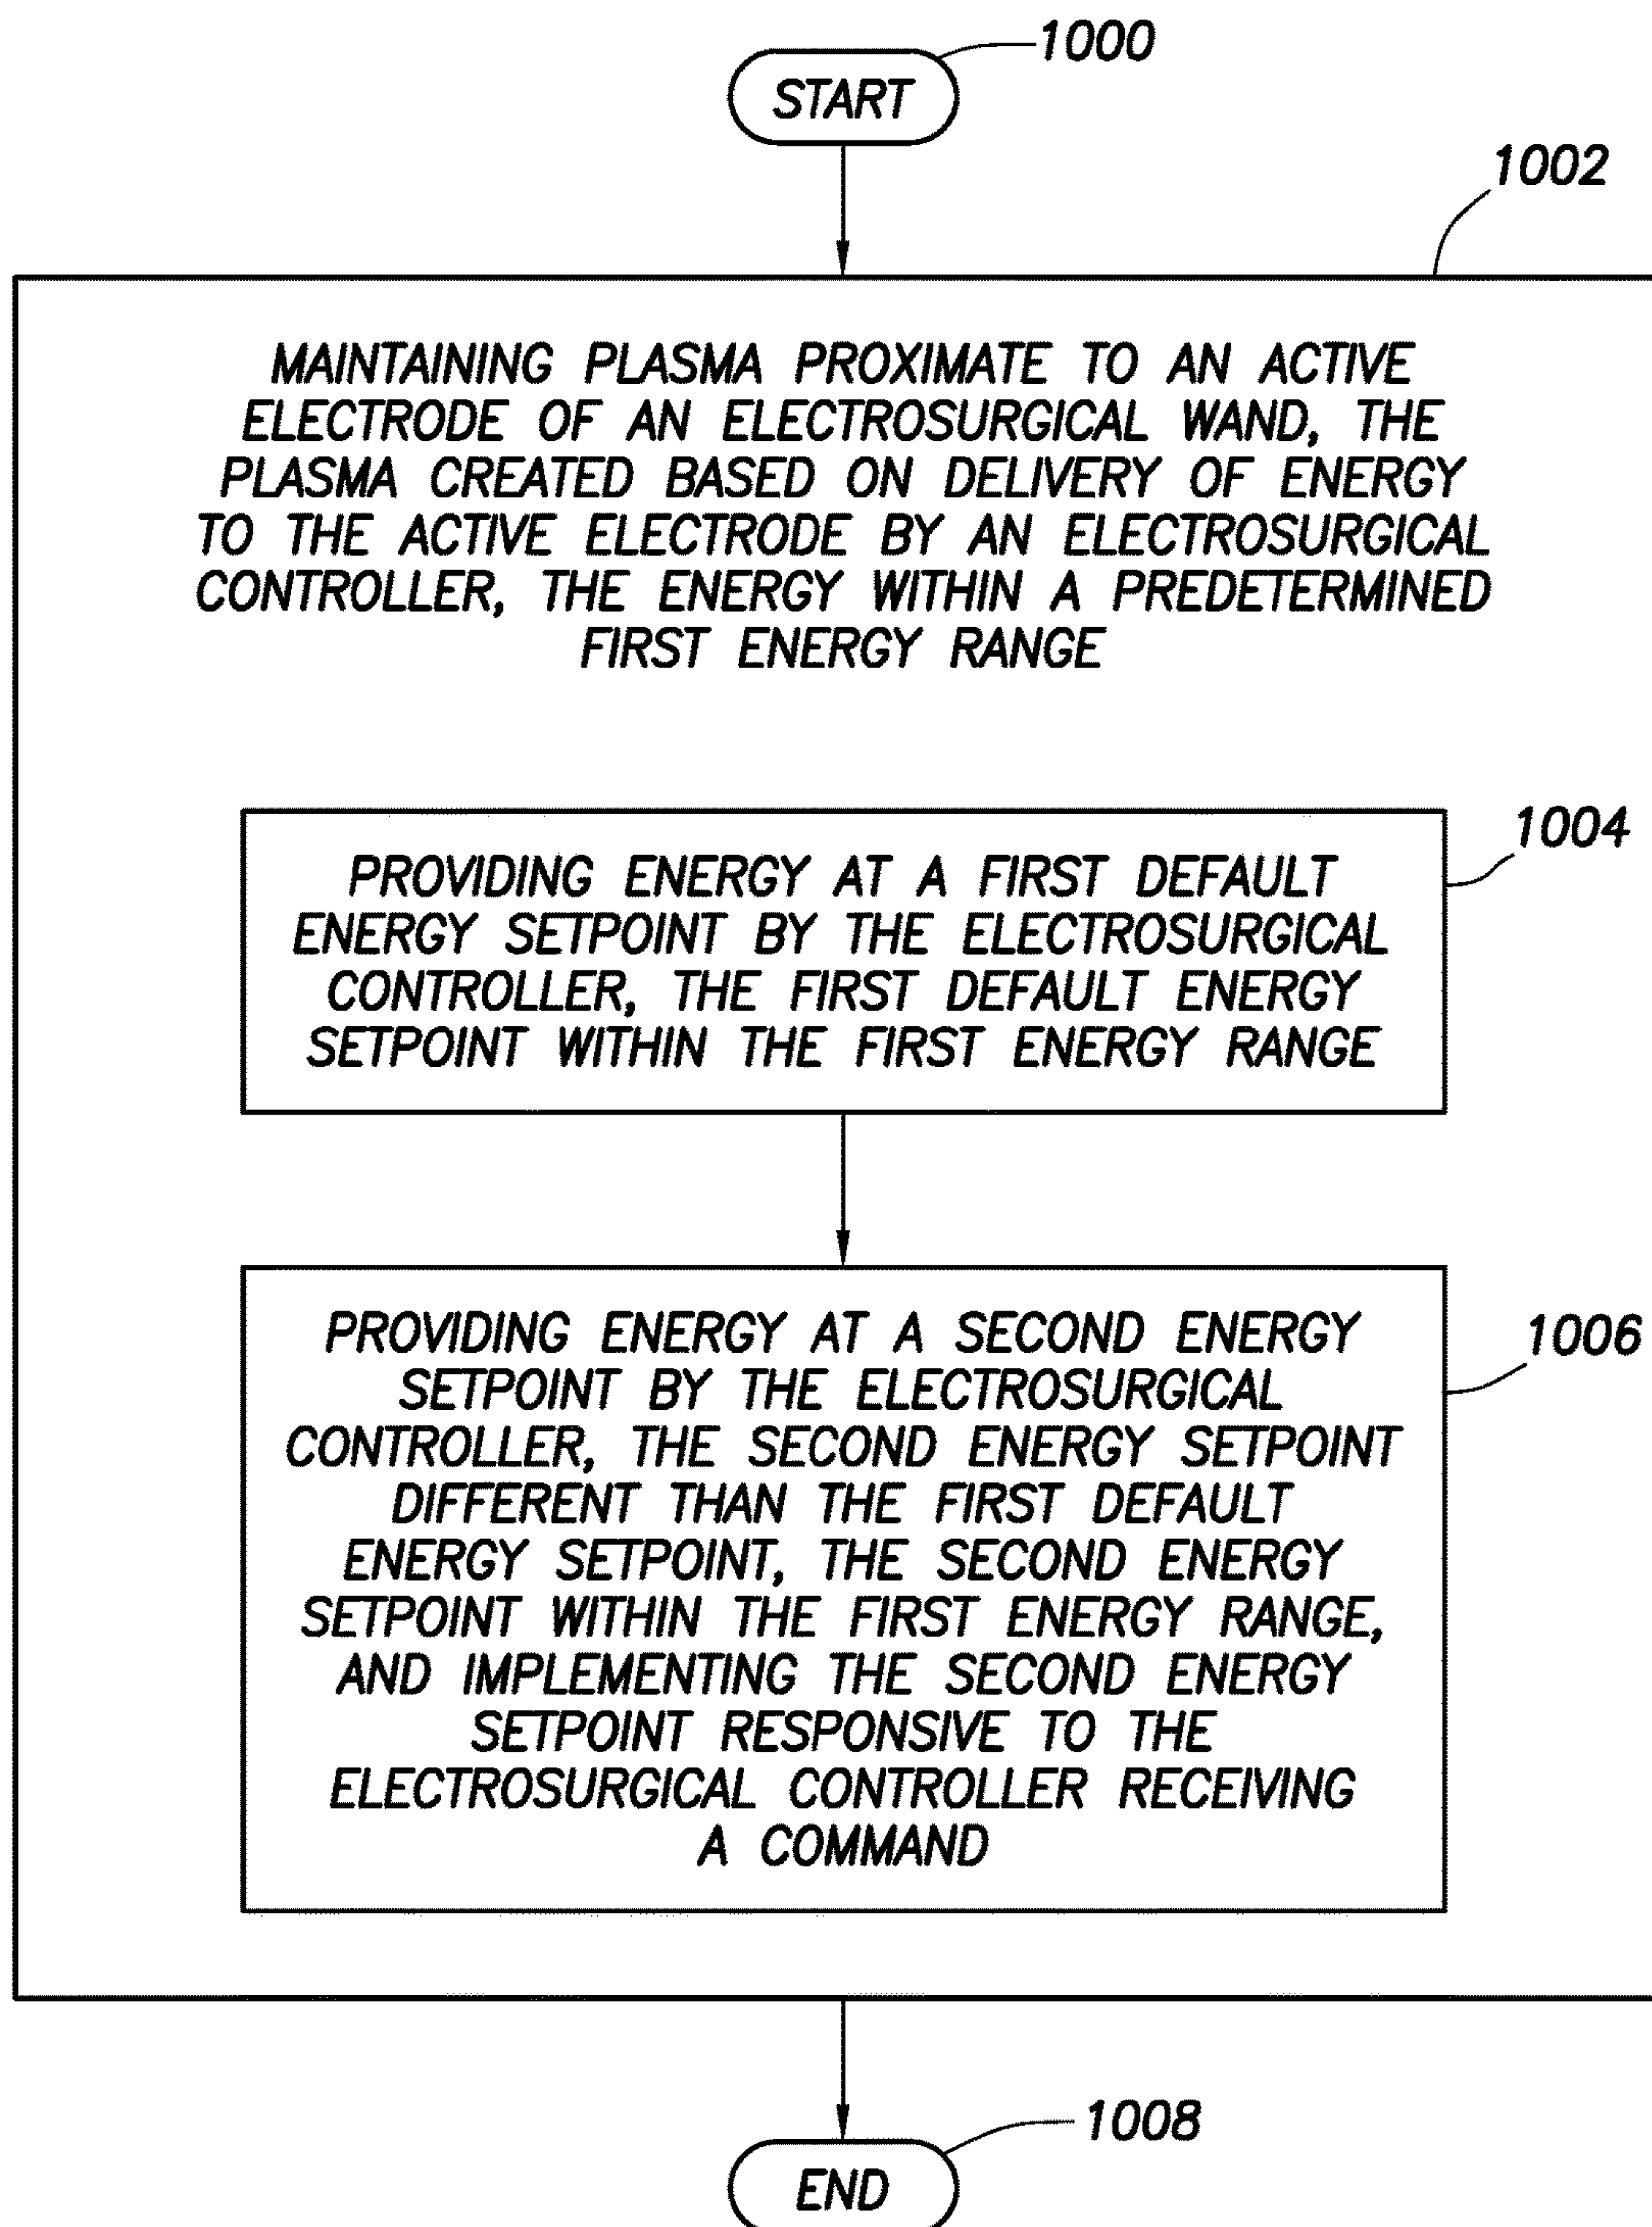 1000
START
1002
MAINTAINING PLASMA PROXIMATE TO AN ACTIVE
ELECTRODE OF AN ELECTROSURGICAL WAND, THE
PLASMA CREATED BASED ON DELIVERY OF ENERGY
TO THE ACTIVE ELECTRODE BY AN ELECTROSURGICAL
CONTROLLER, THE ENERGY WITHIN A PREDETERMINED
FIRST ENERGY RANGE
1004
PROVIDING ENERGY AT A FIRST DEFAULT
ENERGY SETPOINT BY THE ELECTROSURGICAL
CONTROLLER, THE FIRST DEFAULT ENERGY
SETPOINT WITHIN THE FIRST ENERGY RANGE
1006
PROVIDING ENERGY AT A SECOND ENERGY
SETPOINT BY THE ELECTROSURGICAL
CONTROLLER, THE SECOND ENERGY SETPOINT
DIFFERENT THAN THE FIRST DEFAULT
ENERGY SETPOINT, THE SECOND ENERGY
SETPOINT WITHIN THE FIRST ENERGY RANGE,
AND IMPLEMENTING THE SECOND ENERGY
SETPOINT RESPONSIVE TO THE
ELECTROSURGICAL CONTROLLER RECEIVING
A COMMAND
1008
END